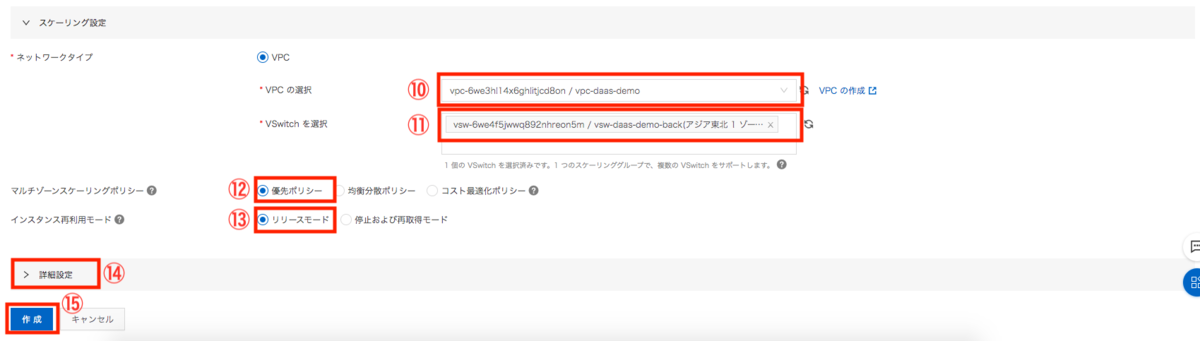 スケーリング設定
* ネットワークタイプ VPC
* VPC の選択 ⑩ vpc-6we3hl14x6ghlitjcd8on / vpc-daas-demo VPC の作成
* VSwitch を選択 ⑪ vsw-6we4f5jwwq892nhreon5m / vsw-daas-demo-back(アジア東北 1 ゾー… ×
1 個の VSwitch を選択済みです。1 つのスケーリンググループで、複数の VSwitch をサポートします。 ?
マルチゾーンスケーリングポリシー ? ⑫ 優先ポリシー 均衡分散ポリシー コスト最適化ポリシー ?
インスタンス再利用モード ? ⑬ リリースモード 停止および再取得モード
詳細設定 ⑭
⑮
作 成 キャンセル